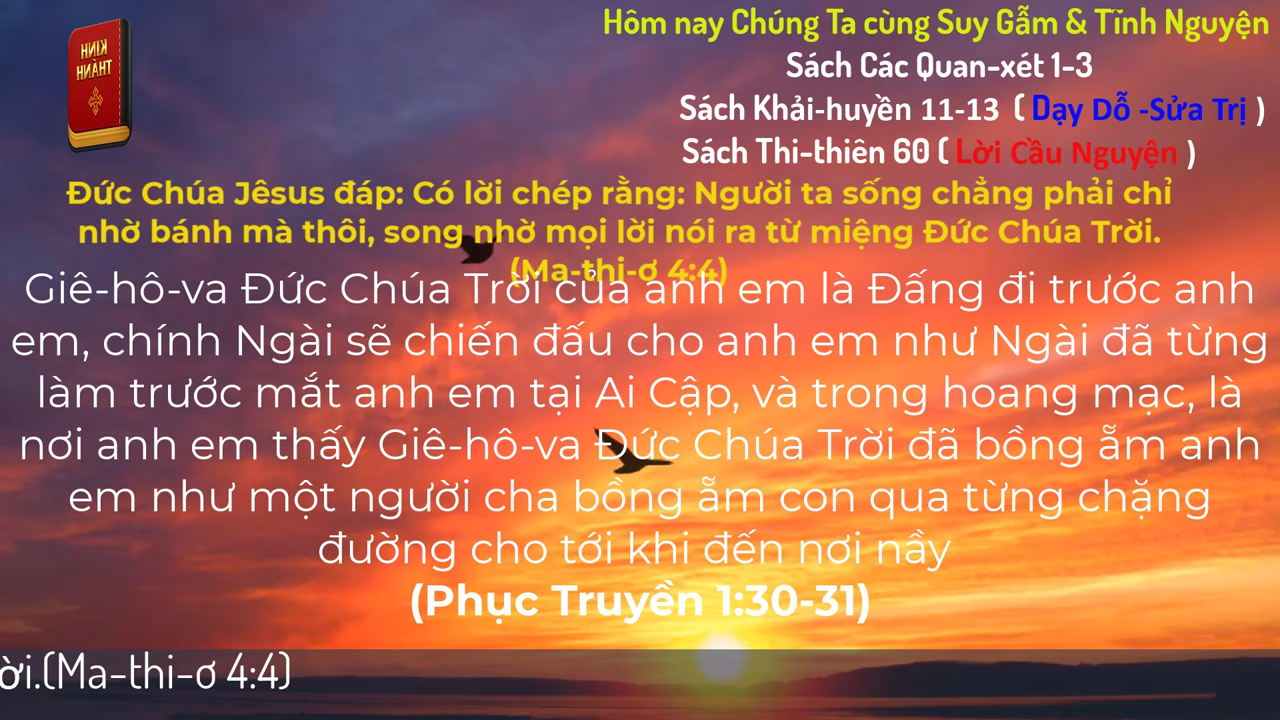 KINH
THÁNH
Hôm nay Chúng Ta cùng Suy Gẫm & Tĩnh Nguyện
Sách Các Quan-xét 1-3
Sách Khải-huyền 11-13 ( Dạy Dỗ -Sửa Trị )
Sách Thi-thiên 60 ( Lời Cầu Nguyện )
Đức Chúa Jêsus đáp: Có lời chép rằng: Người ta sống chẳng phải chỉ
nhờ bánh mà thôi, song nhờ mọi lời nói ra từ miệng Đức Chúa Trời.
(Ma-thi-ơ 4:4)
Giê-hô-va Đức Chúa Trời của anh em là Đấng đi trước anh
em, chính Ngài sẽ chiến đấu cho anh em như Ngài đã từng
làm trước mắt anh em tại Ai Cập, và trong hoang mạc, là
nơi anh em thấy Giê-hô-va Đức Chúa Trời đã bồng ẵm anh
em như một người cha bồng ẵm con qua từng chặng
đường cho tới khi đến nơi nầy
(Phục Truyền 1:30-31)
ời.(Ma-thi-ơ 4:4)